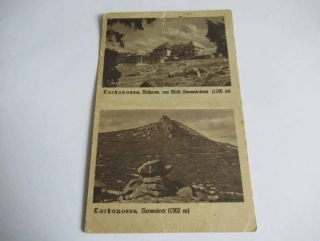 Karkonosze, Schron. na Hali Szrenickiej (1195 m)
Karkonosze, Szrenica (1362 m)